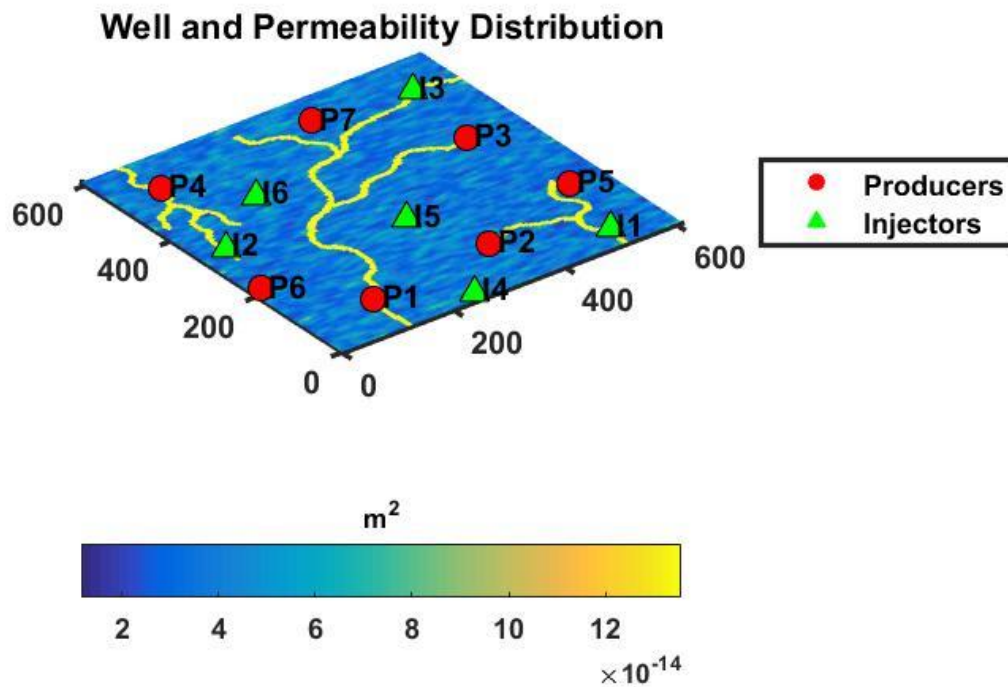 Well and Permeability Distribution
I3
P7
P3
P4
I6
P5
I5
I1
I2
P2
P6
P1
I4
600
400
200
0
0
200
400
600
Producers
Injectors
m²
2 4 6 8 10 12
×10⁻¹⁴